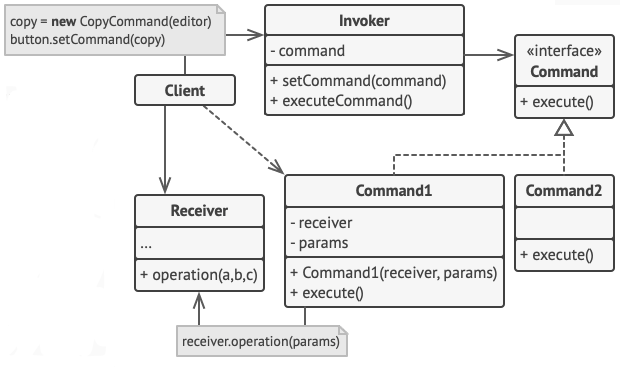 copy = new CopyCommand(editor)
button.setCommand(copy)
Client
Invoker
- command
+ setCommand(command)
+ executeCommand()
«interface»
Command
+ execute()
Receiver
...
+ operation(a,b,c)
Command1
- receiver
- params
+ Command1(receiver, params)
+ execute()
Command2
+ execute()
receiver.operation(params)